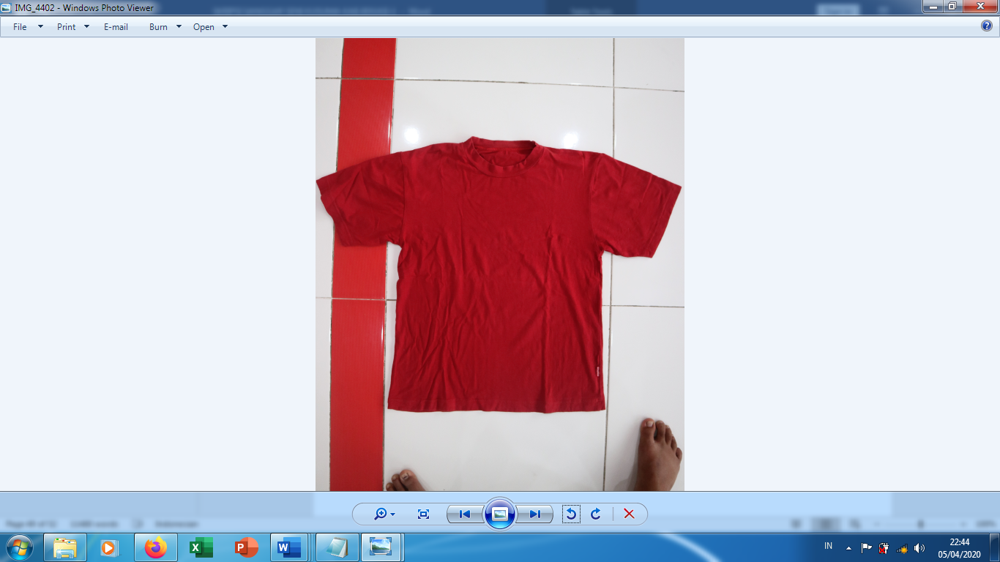 IMG_4402 - Windows Photo Viewer
File Print E-mail Burn Open
IN
22:44
05/04/2020